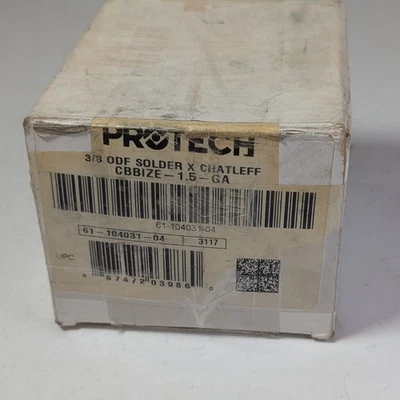 PROTECH
3/8 ODF SOLDER X CHATLEFF
CBBIZE-1.5-GA
61-104031-04
61-104031-04 3117
UPC
87472 03986